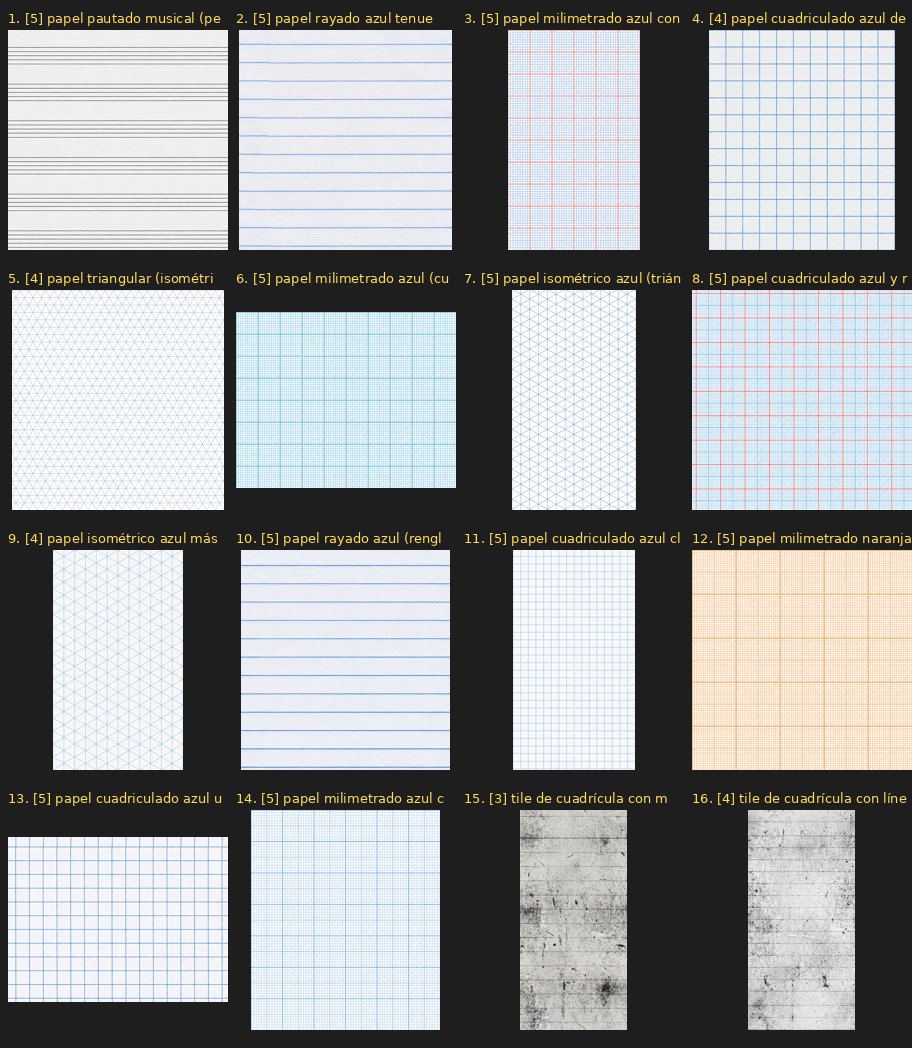 1. [5] papel pautado musical (pe
2. [5] papel rayado azul tenue
3. [5] papel milimetrado azul con
4. [4] papel cuadriculado azul de
5. [4] papel triangular (isométri
6. [5] papel milimetrado azul (cu
7. [5] papel isométrico azul (trián
8. [5] papel cuadriculado azul y r
9. [4] papel isométrico azul más
10. [5] papel rayado azul (rengl
11. [5] papel cuadriculado azul cl
12. [5] papel milimetrado naranja
13. [5] papel cuadriculado azul u
14. [5] papel milimetrado azul c
15. [3] tile de cuadrícula con m
16. [4] tile de cuadrícula con líne